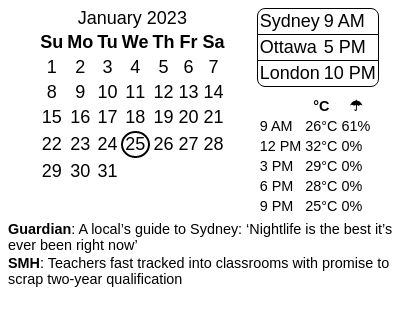 January 2023
Su Mo Tu We Th Fr Sa
1 2 3 4 5 6 7
8 9 10 11 12 13 14
15 16 17 18 19 20 21
22 23 24 25 26 27 28
29 30 31
Sydney 9 AM
Ottawa 5 PM
London 10 PM
°C ☂
9 AM 26°C 61%
12 PM 32°C 0%
3 PM 29°C 0%
6 PM 28°C 0%
9 PM 25°C 0%
Guardian: A local’s guide to Sydney: ‘Nightlife is the best it’s
ever been right now’
SMH: Teachers fast tracked into classrooms with promise to
scrap two-year qualification